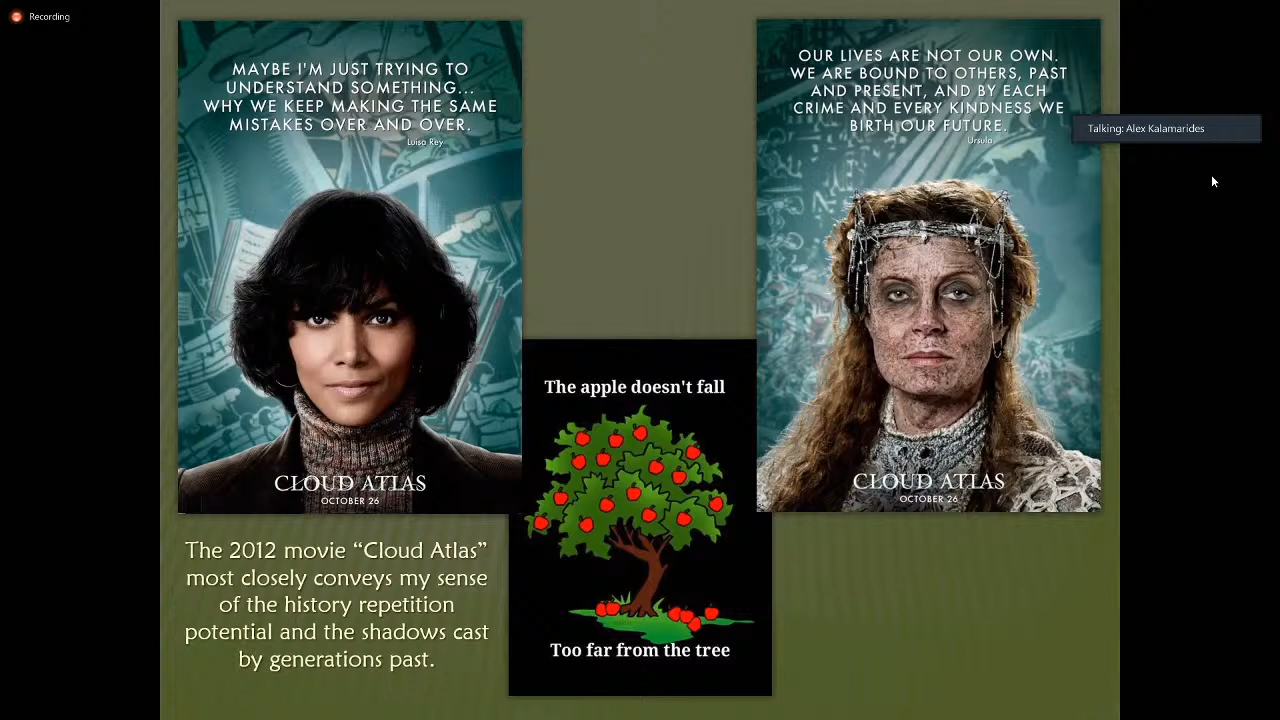 Recording
MAYBE I'M JUST TRYING TO
UNDERSTAND SOMETHING...
WHY WE KEEP MAKING THE SAME
MISTAKES OVER AND OVER.
Luisa Rey
CLOUD ATLAS
OCTOBER 26
OUR LIVES ARE NOT OUR OWN.
WE ARE BOUND TO OTHERS, PAST
AND PRESENT, AND BY EACH
CRIME AND EVERY KINDNESS WE
BIRTH OUR FUTURE.
Ursula
CLOUD ATLAS
OCTOBER 26
Talking: Alex Kalamarides
The apple doesn't fall
Too far from the tree
The 2012 movie “Cloud Atlas”
most closely conveys my sense
of the history repetition
potential and the shadows cast
by generations past.